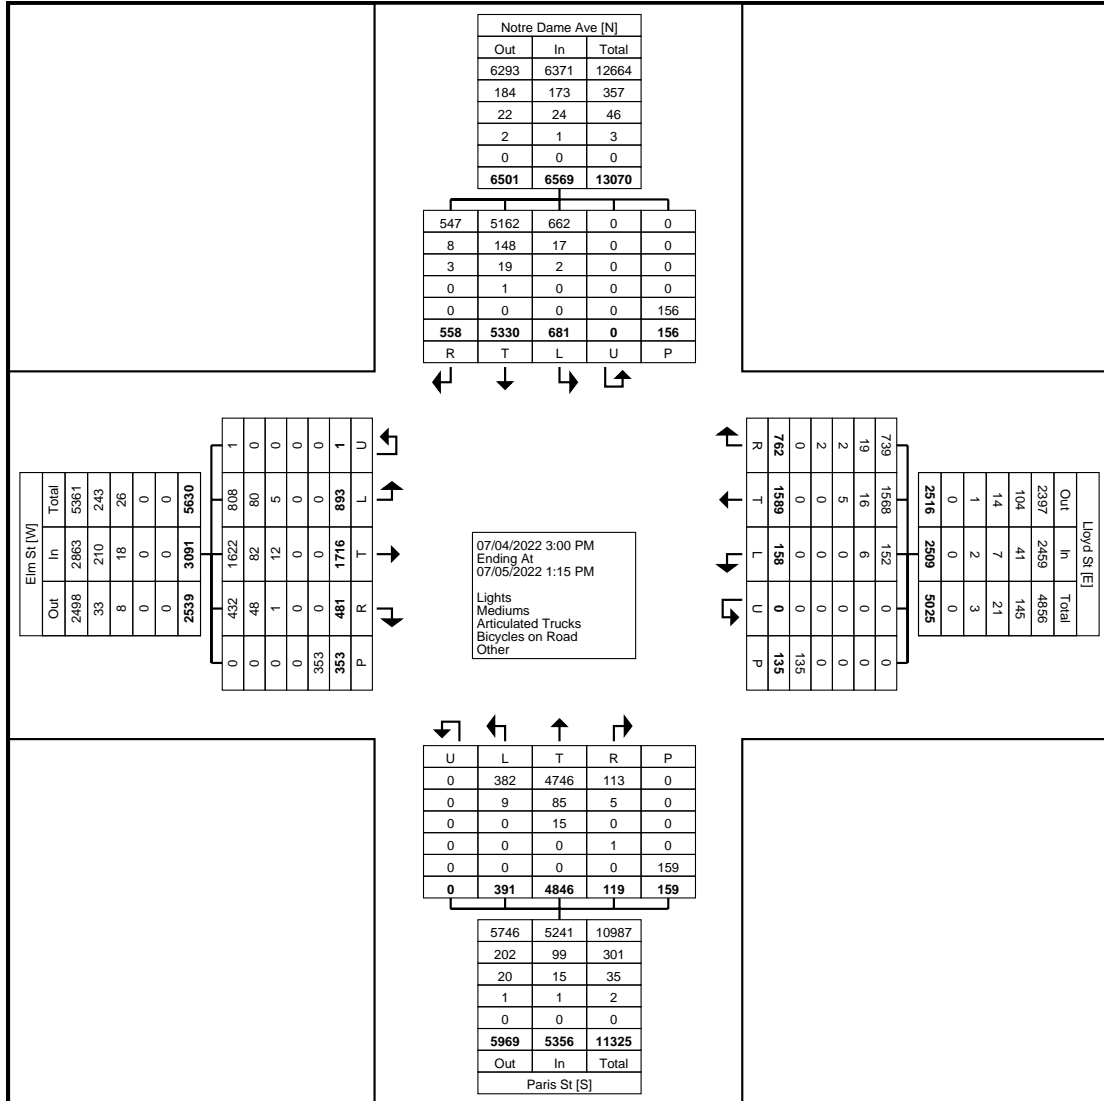 Notre Dame Ave [N]
Out In Total
6293 6371 12664
184 173 357
22 24 46
2 1 3
0 0 0
6501 6569 13070
547 5162 662 0 0
8 148 17 0 0
3 19 2 0 0
0 1 0 0 0
0 0 0 0 156
558 5330 681 0 156
R T L U P
Elm St [W]
Total 5361 243 26 0 0 5630
In 2863 210 18 0 0 3091
Out 2498 33 8 0 0 2539
1 0 0 0 0 1 U
808 80 5 0 0 893 L
1622 82 12 0 0 1716 T
432 48 1 0 0 481 R
0 0 0 0 353 353 P
07/04/2022 3:00 PM
Ending At
07/05/2022 1:15 PM
Lights
Mediums
Articulated Trucks
Bicycles on Road
Other
R 762 0 2 2 19 739
T 1589 0 0 5 16 1568
L 158 0 0 0 6 152
U 0 0 0 0 0 0
P 135 135 0 0 0 0
Lloyd St [E]
Out 2397 104 14 1 0 2516
In 2459 41 7 2 0 2509
Total 4856 145 21 3 0 5025
U L T R P
0 382 4746 113 0
0 9 85 5 0
0 0 15 0 0
0 0 0 1 0
0 0 0 0 159
0 391 4846 119 159
5746 5241 10987
202 99 301
20 15 35
1 1 2
0 0 0
5969 5356 11325
Out In Total
Paris St [S]